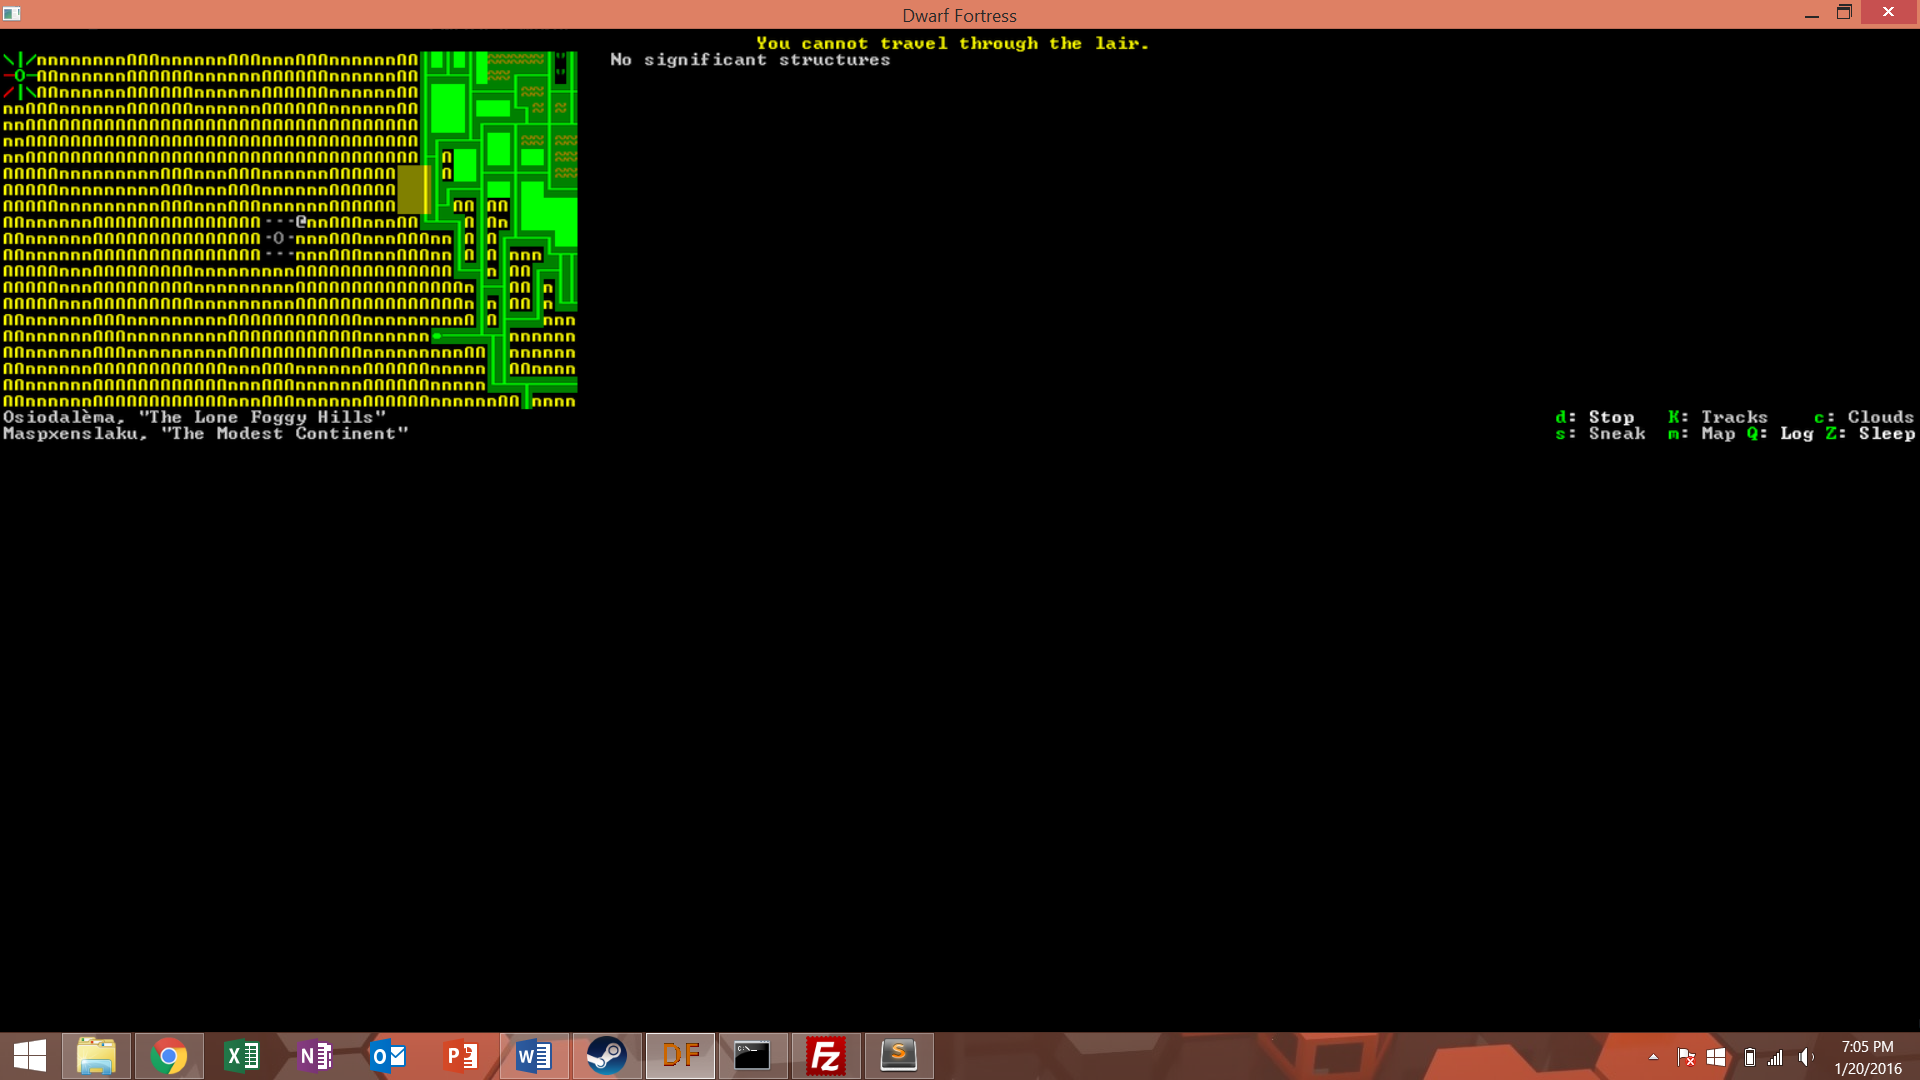 Dwarf Fortress
You cannot travel through the lair.
No significant structures
Osiodalèma, "The Lone Foggy Hills"
Maspxenslaku, "The Modest Continent"
d: Stop K: Tracks c: Clouds
s: Sneak m: Map Q: Log Z: Sleep
DF
7:05 PM
1/20/2016